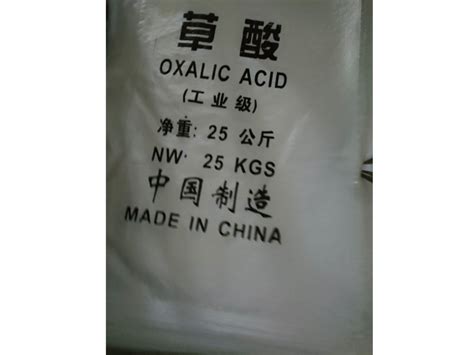 草酸
OXALIC ACID
(工业级)
净重: 25 公斤
NW: 25 KGS
中国制造
MADE IN CHINA